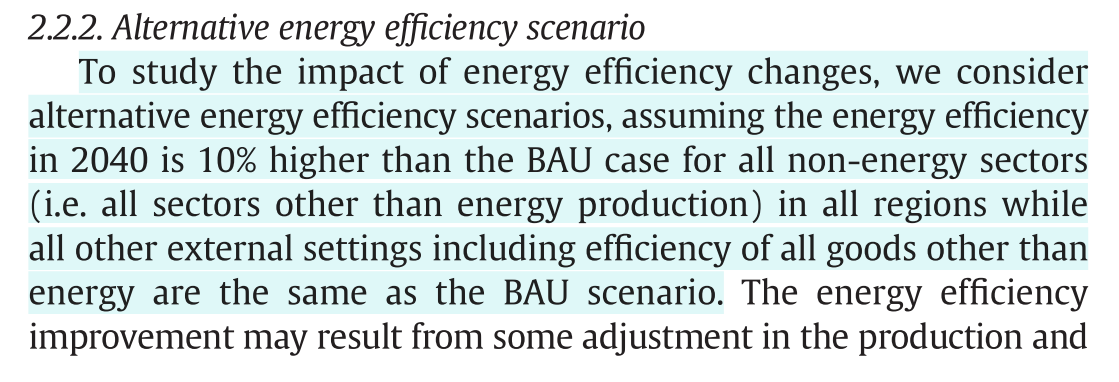 2.2.2. Alternative energy efficiency scenario
To study the impact of energy efficiency changes, we consider
alternative energy efficiency scenarios, assuming the energy efficiency
in 2040 is 10% higher than the BAU case for all non-energy sectors
(i.e. all sectors other than energy production) in all regions while
all other external settings including efficiency of all goods other than
energy are the same as the BAU scenario. The energy efficiency
improvement may result from some adjustment in the production and